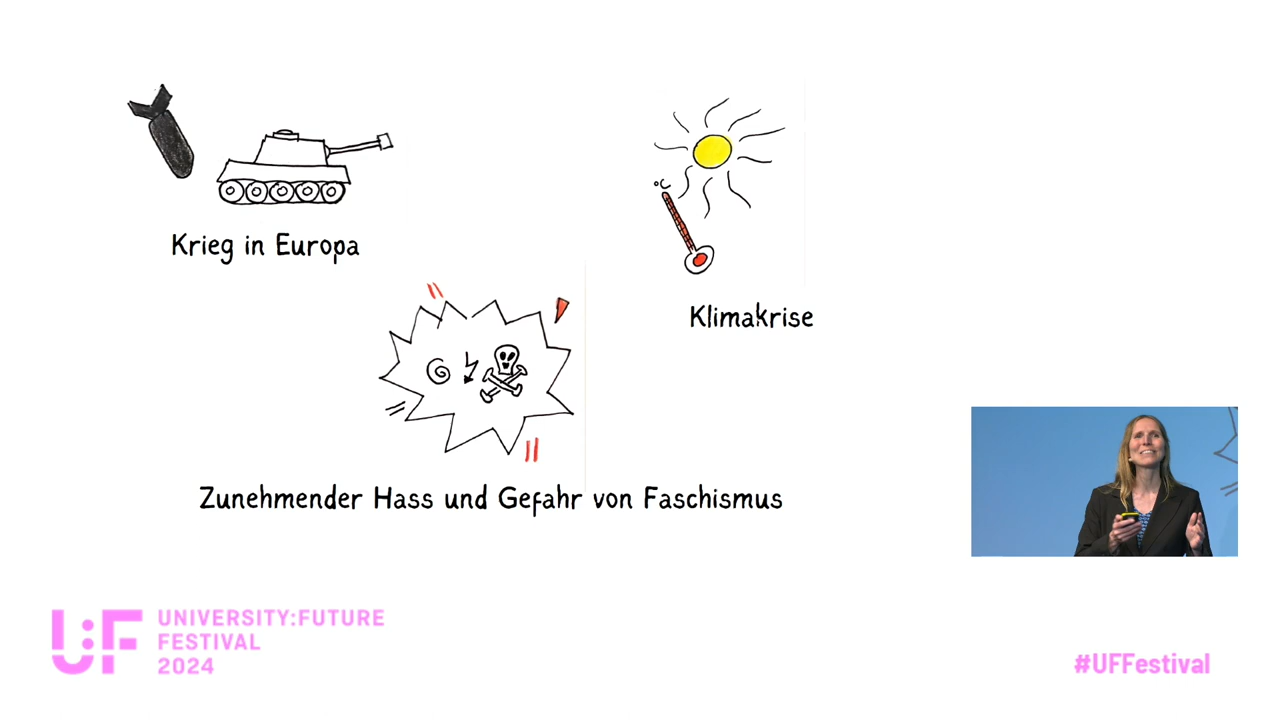 Krieg in Europa
°C
Klimakrise
Zunehmender Hass und Gefahr von Faschismus
U:F UNIVERSITY:FUTURE
FESTIVAL
2024
#UFFestival